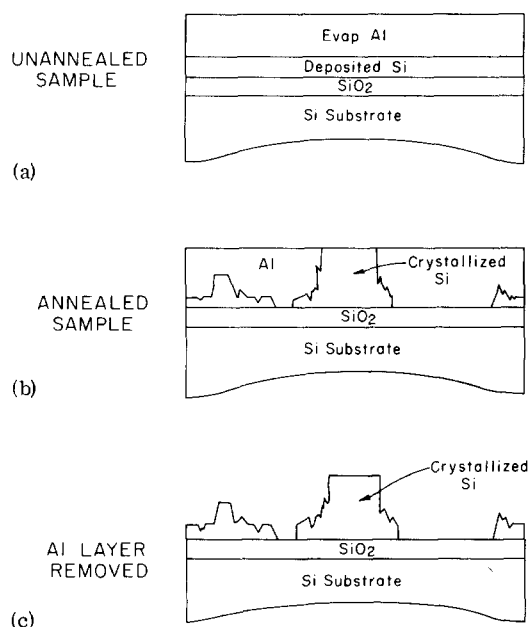 UNANNEALED
SAMPLE
Evap Al
Deposited Si
SiO2
Si Substrate
(a)
ANNEALED
SAMPLE
Al
Crystallized
Si
SiO2
Si Substrate
(b)
Al LAYER
REMOVED
Crystallized
Si
SiO2
Si Substrate
(c)